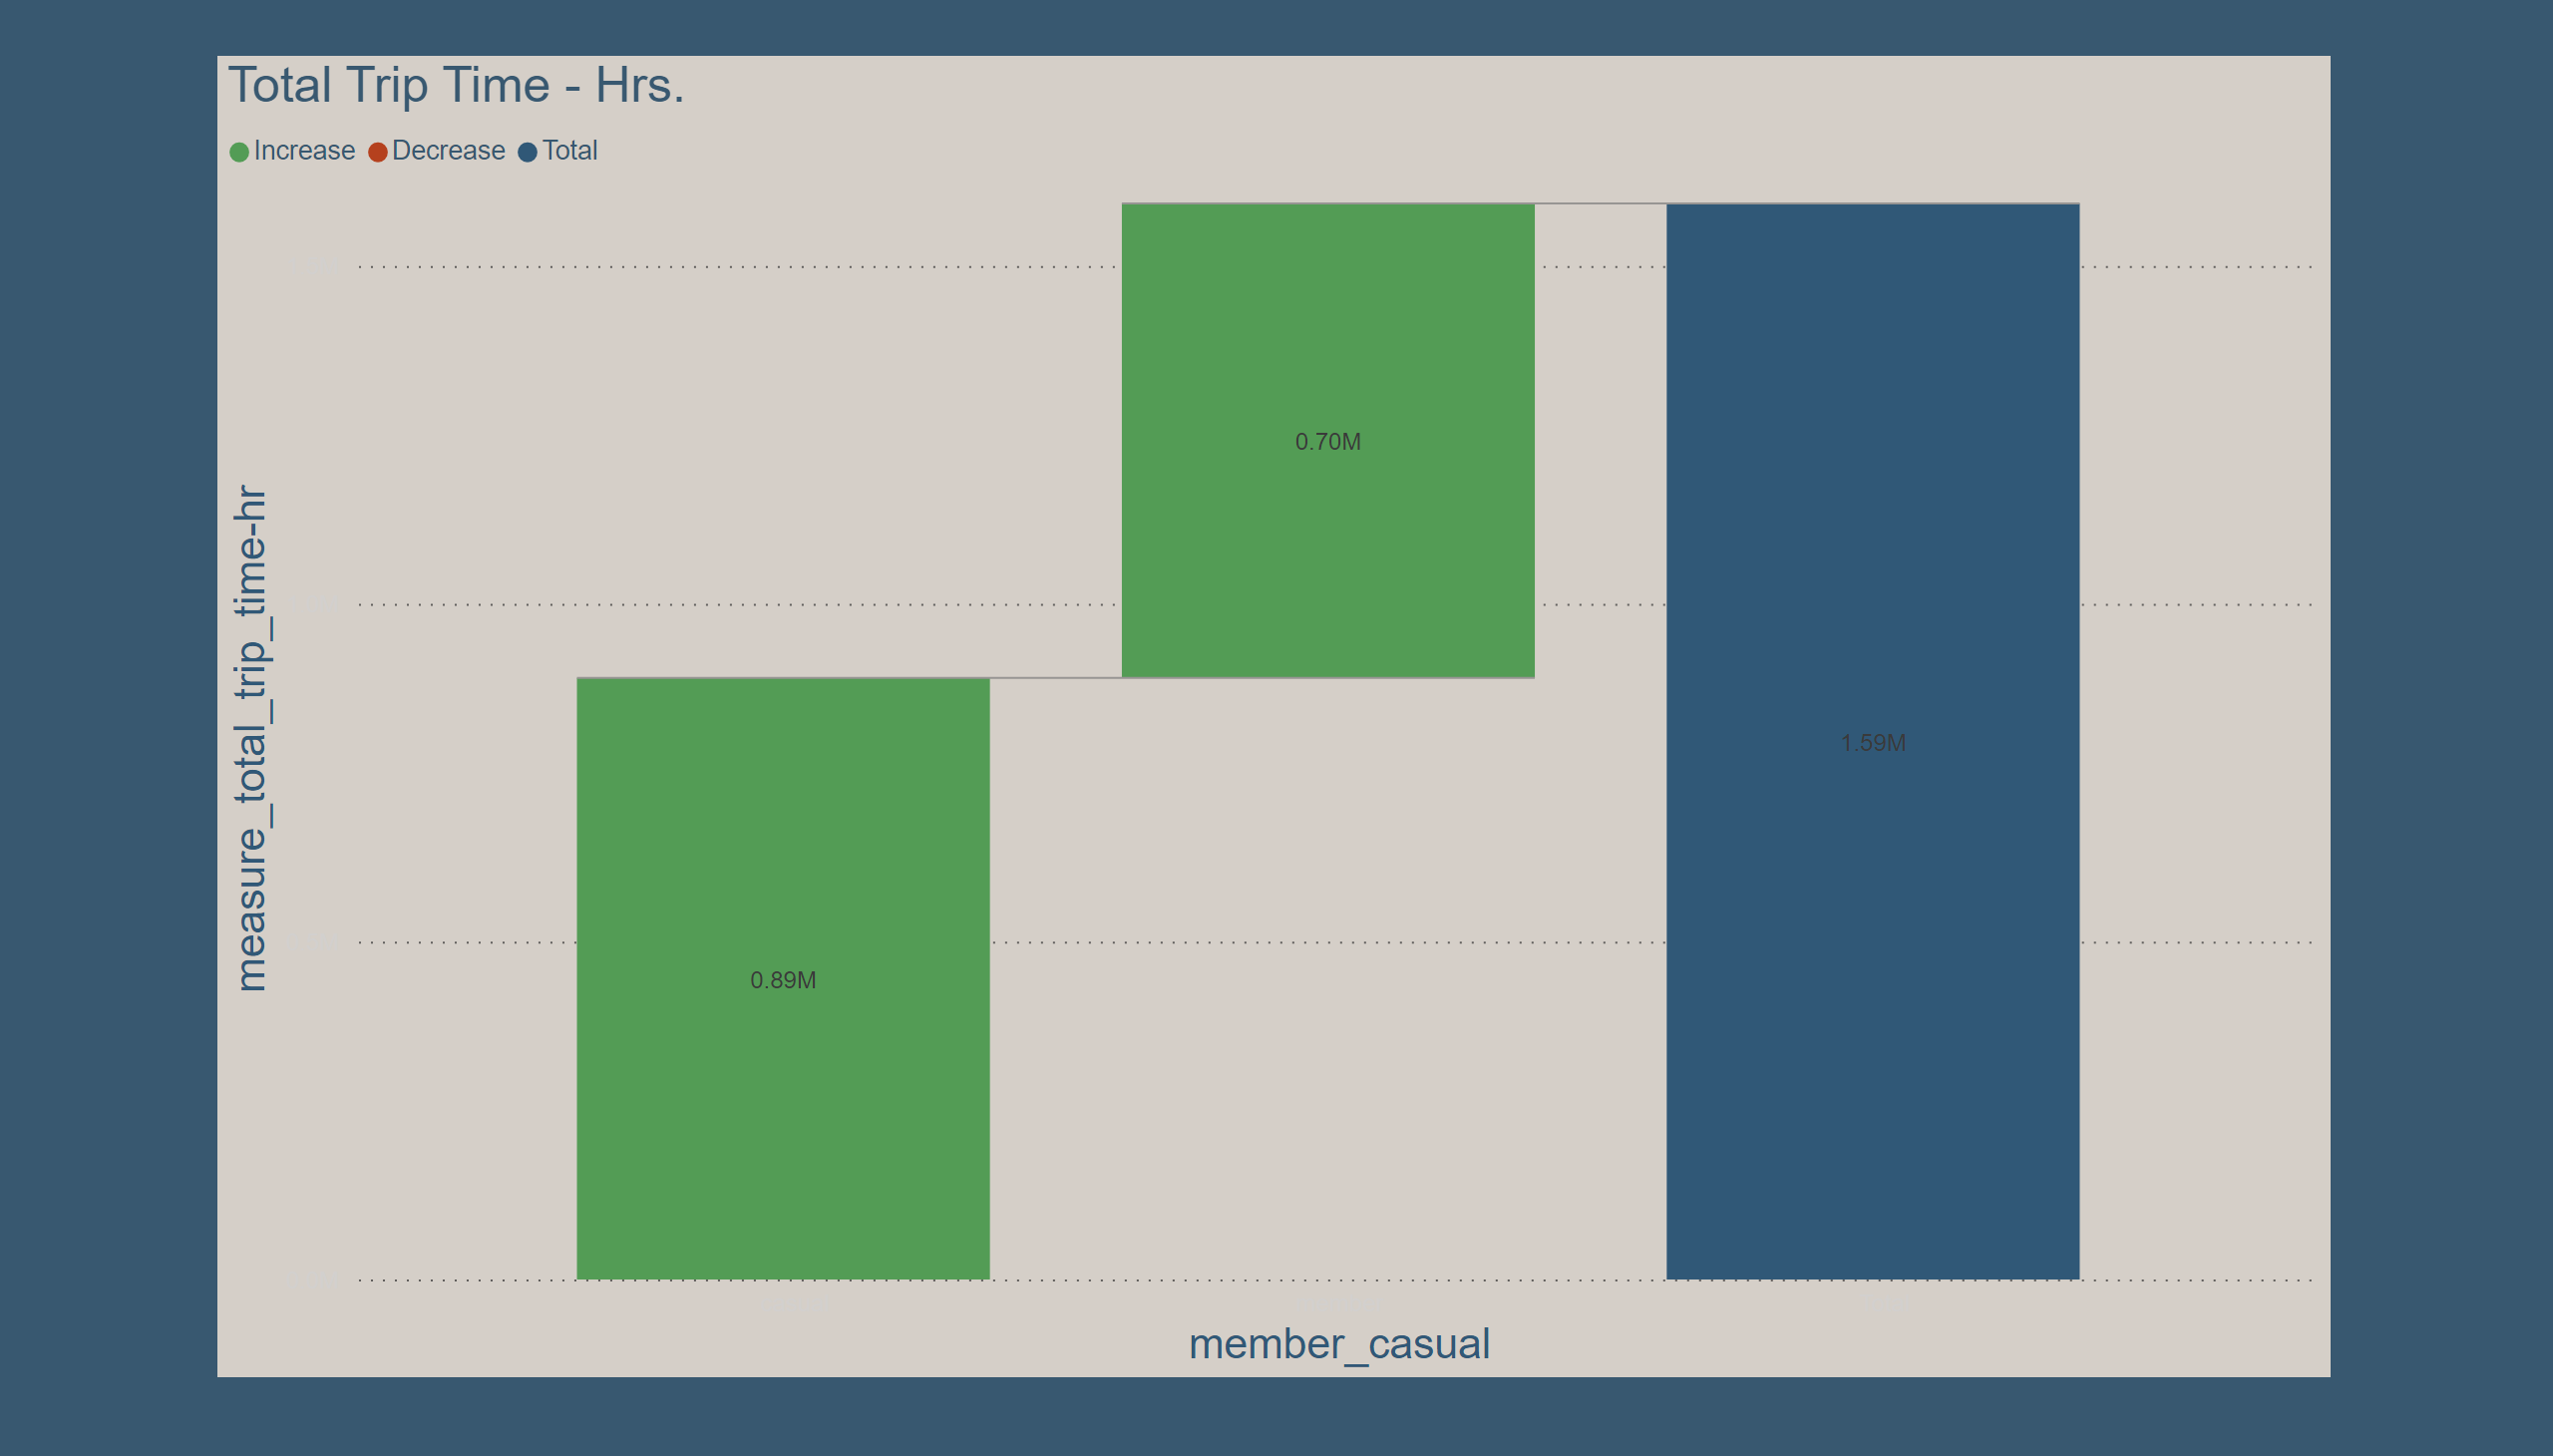 Total Trip Time - Hrs.
Increase Decrease Total
0.70M
measure_total_trip_time-hr
1.59M
0.89M
member_casual